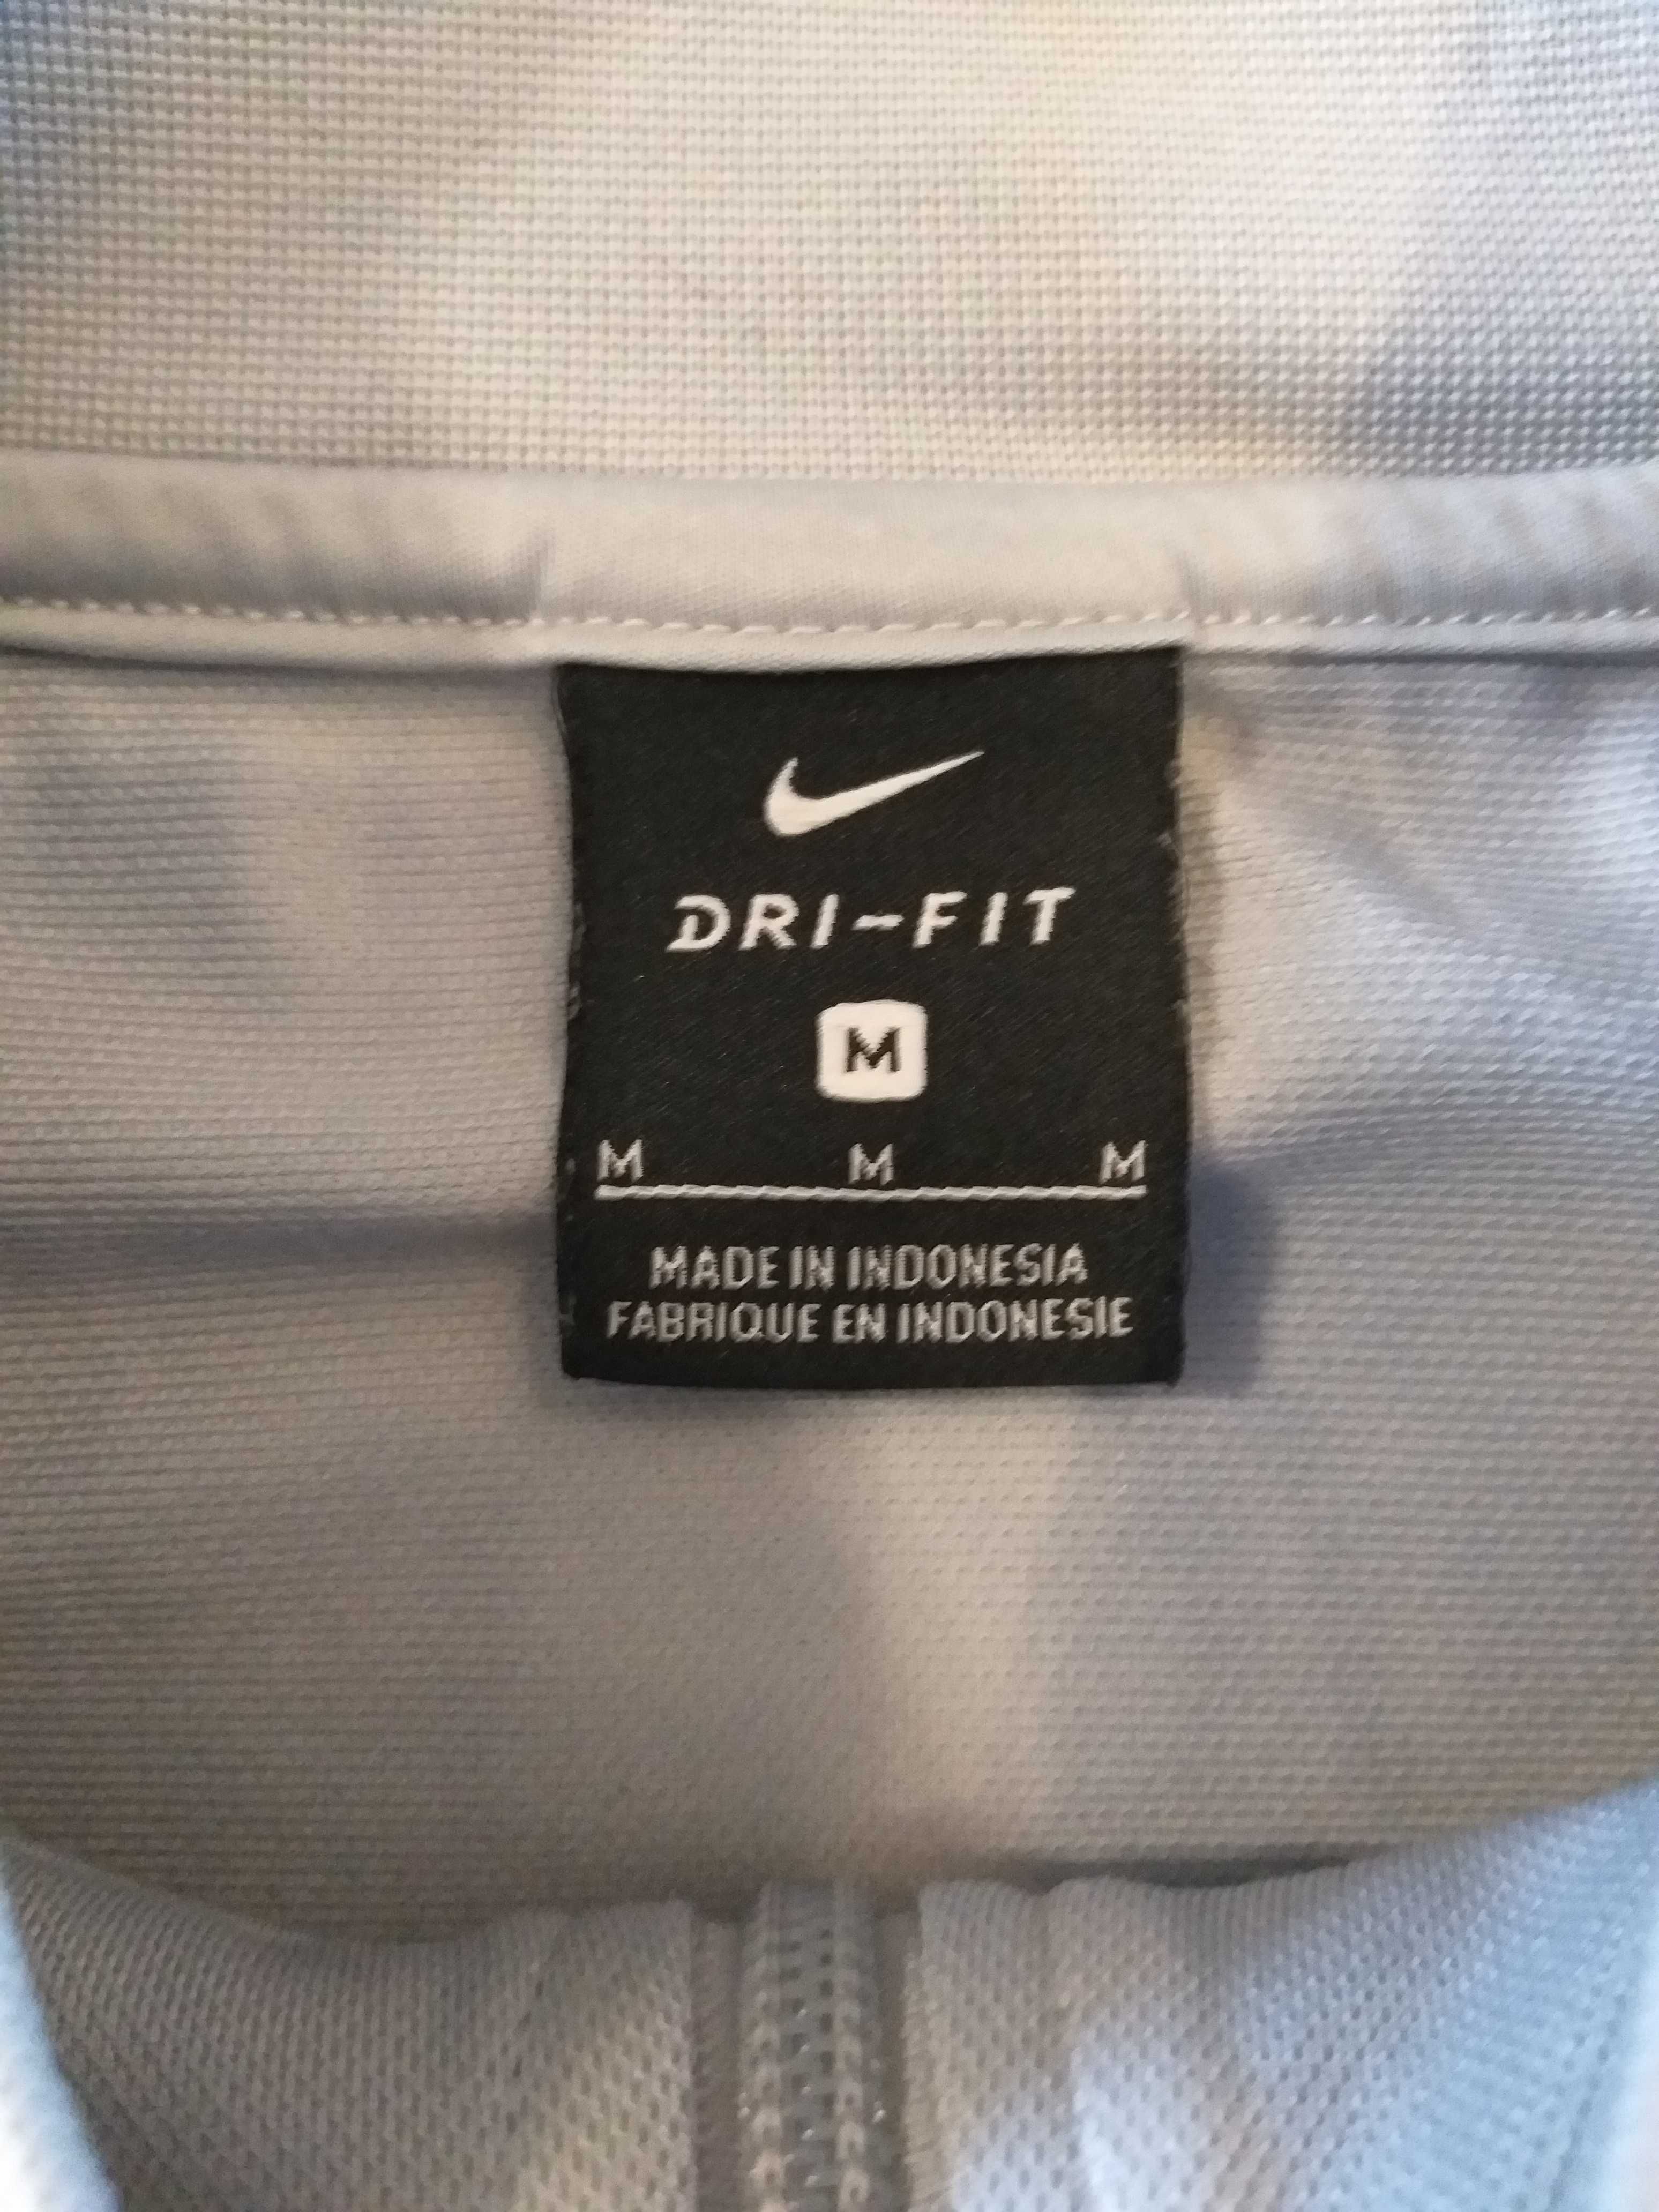 DRI-FIT
M
M M M
MADE IN INDONESIA
FABRIQUE EN INDONESIE